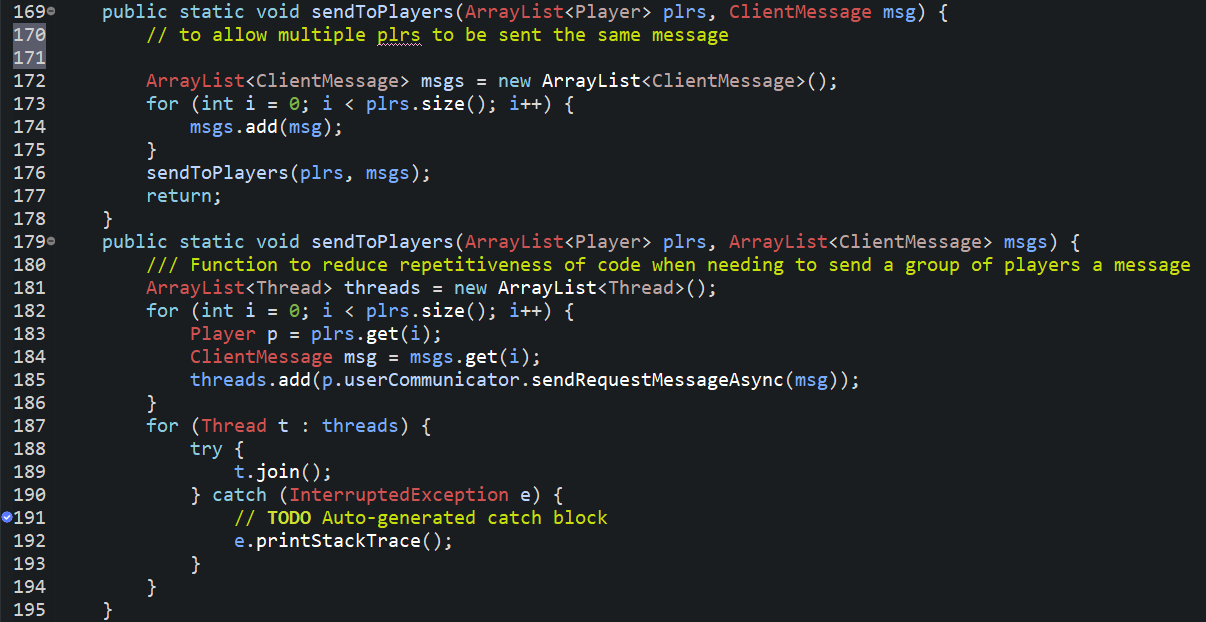 169 public static void sendToPlayers(ArrayList<Player> plrs, ClientMessage msg) {
170 // to allow multiple plrs to be sent the same message
171
172 ArrayList<ClientMessage> msgs = new ArrayList<ClientMessage>();
173 for (int i = 0; i < plrs.size(); i++) {
174 msgs.add(msg);
175 }
176 sendToPlayers(plrs, msgs);
177 return;
178 }
179 public static void sendToPlayers(ArrayList<Player> plrs, ArrayList<ClientMessage> msgs) {
180 /// Function to reduce repetitiveness of code when needing to send a group of players a message
181 ArrayList<Thread> threads = new ArrayList<Thread>();
182 for (int i = 0; i < plrs.size(); i++) {
183 Player p = plrs.get(i);
184 ClientMessage msg = msgs.get(i);
185 threads.add(p.userCommunicator.sendRequestMessageAsync(msg));
186 }
187 for (Thread t : threads) {
188 try {
189 t.join();
190 } catch (InterruptedException e) {
191 // TODO Auto-generated catch block
192 e.printStackTrace();
193 }
194 }
195 }